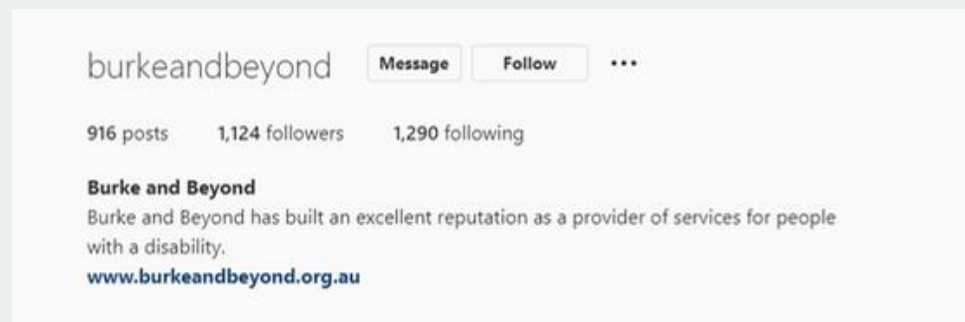 burkeandbeyond Message Follow •••
916 posts 1,124 followers 1,290 following
Burke and Beyond
Burke and Beyond has built an excellent reputation as a provider of services for people
with a disability.
www.burkeandbeyond.org.au